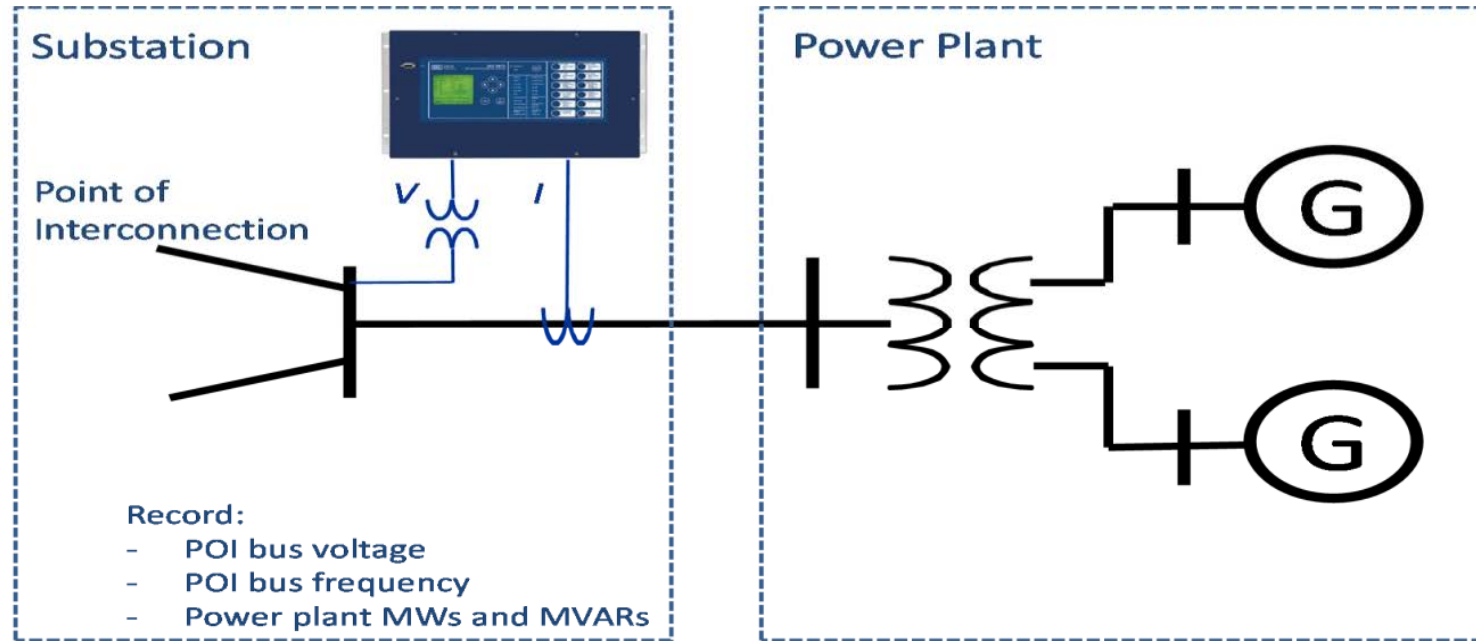 Substation
Power Plant
Point of
Interconnection
V
I
G
G
Record:
- POI bus voltage
- POI bus frequency
- Power plant MWs and MVARs